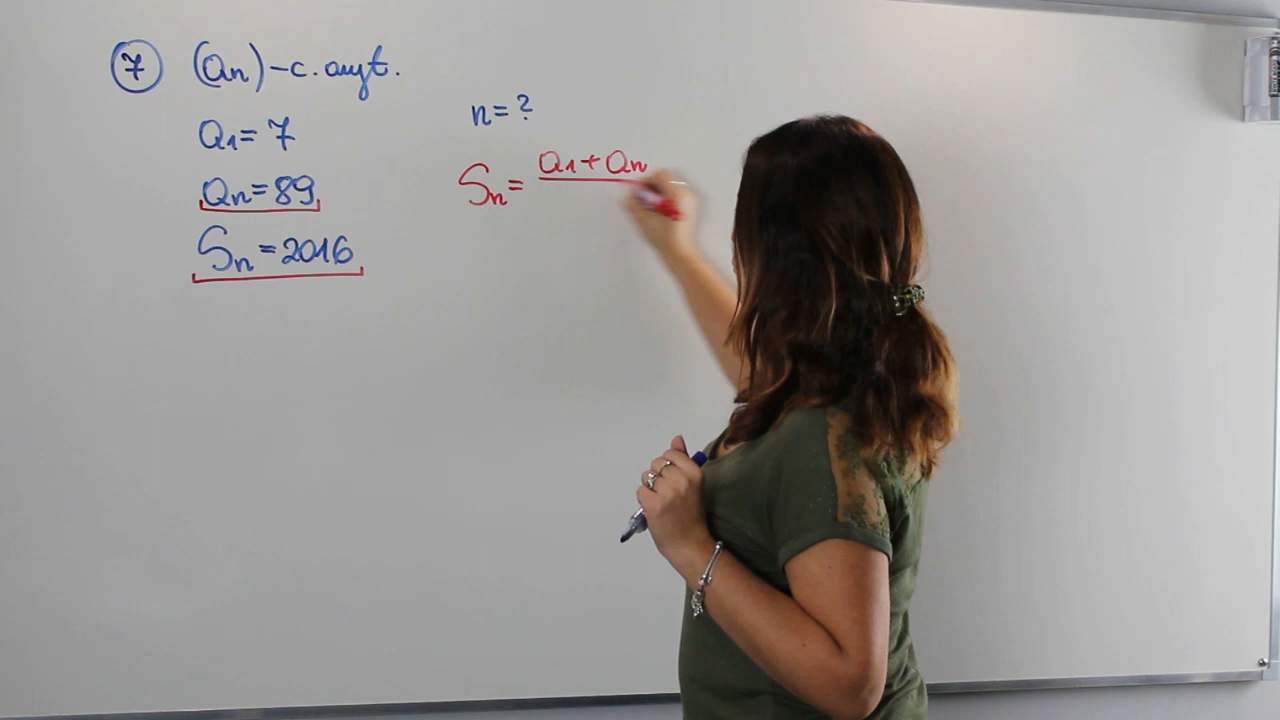 7 (an) - c. aryt.
a1 = 7
an = 89
Sn = 2016
n = ?
Sn = a1 + an